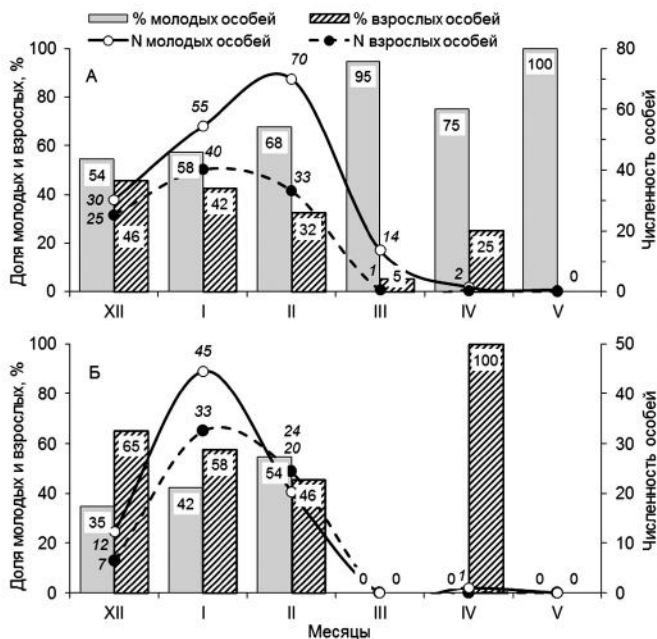 % молодых особей % взрослых особей
N молодых особей N взрослых особей
Доля молодых и взрослых, %
Численность особей
А
100 80 60 40 20 0
80 60 40 20 0
54 46 58 42 68 32 95 5 75 25 100 0
30 25 55 40 70 33 14 1 2
XII I II III IV V
Доля молодых и взрослых, %
Численность особей
Б
100 80 60 40 20 0
50 40 30 20 10 0
35 65 42 58 54 46 0 0 0 100 0 0
12 7 45 33 24 20 1
XII I II III IV V
Месяцы